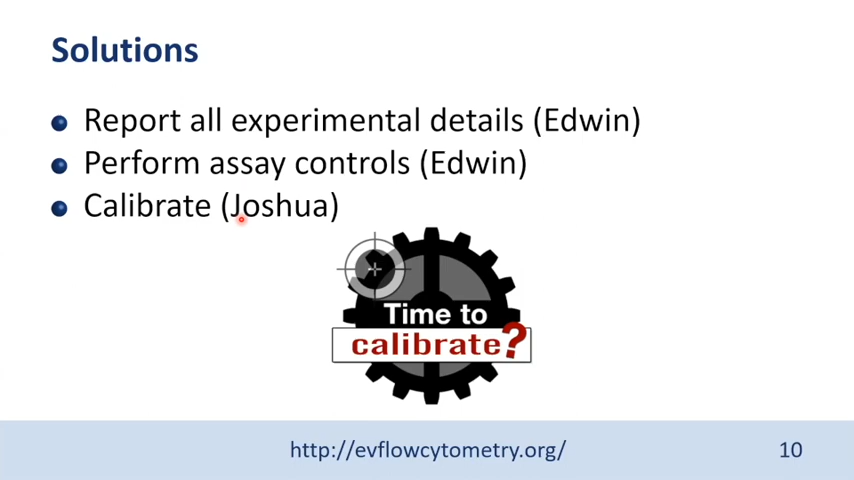 Solutions
Report all experimental details (Edwin)
Perform assay controls (Edwin)
Calibrate (Joshua)
Time to
calibrate?
http://evflowcytometry.org/ 10